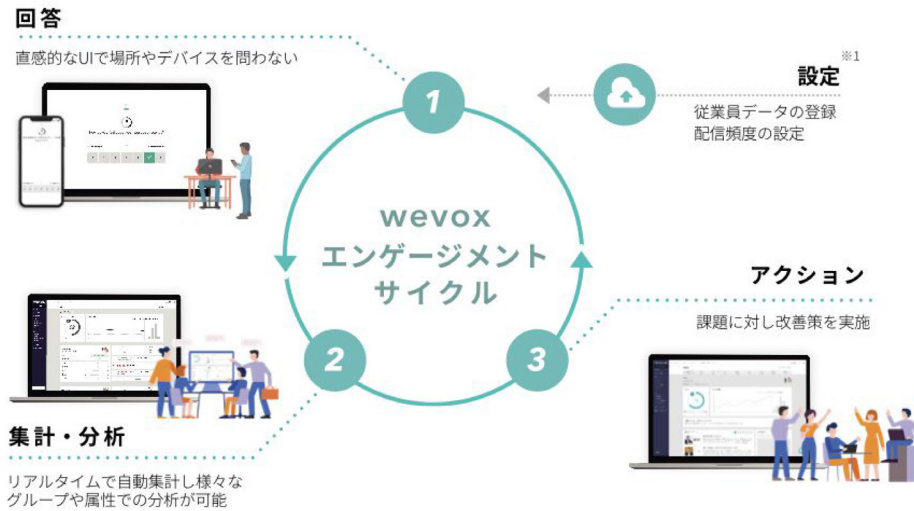 回答
直感的なUIで場所やデバイスを問わない
1
※1
設定
従業員データの登録
配信頻度の設定
wevox
エンゲージメント
サイクル
2
集計・分析
リアルタイムで自動集計し様々な
グループや属性での分析が可能
3
アクション
課題に対し改善策を実施